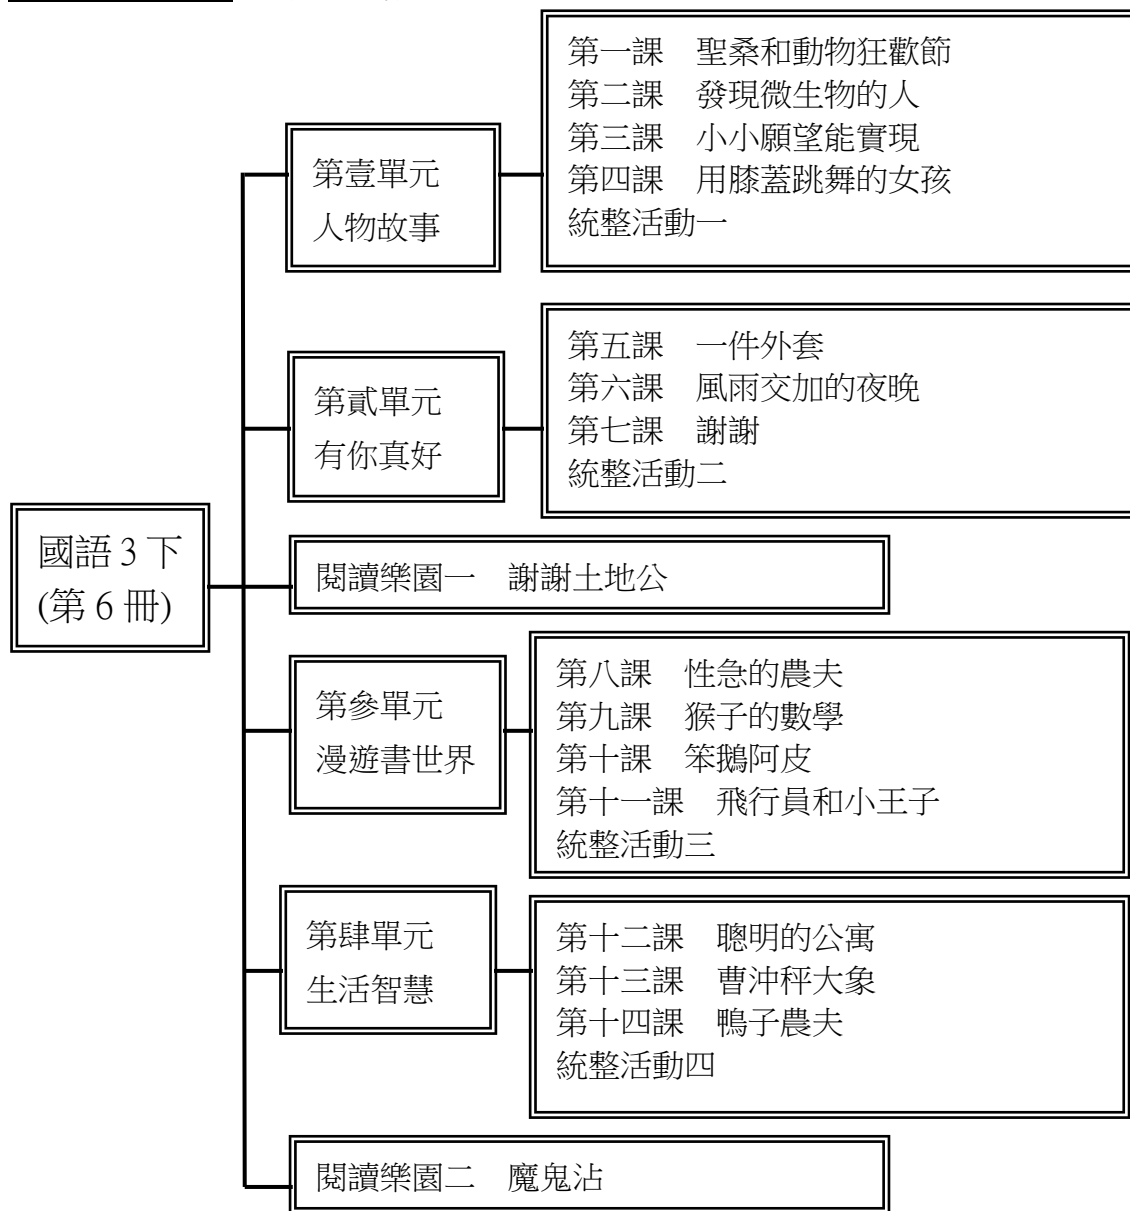 國語 3 下
(第 6 冊)
第壹單元
人物故事
第一課　聖桑和動物狂歡節
第二課　發現微生物的人
第三課　小小願望能實現
第四課　用膝蓋跳舞的女孩
統整活動一
第貳單元
有你真好
第五課　一件外套
第六課　風雨交加的夜晚
第七課　謝謝
統整活動二
閱讀樂園一　謝謝土地公
第參單元
漫遊書世界
第八課　性急的農夫
第九課　猴子的數學
第十課　笨鵝阿皮
第十一課　飛行員和小王子
統整活動三
第肆單元
生活智慧
第十二課　聰明的公寓
第十三課　曹沖秤大象
第十四課　鴨子農夫
統整活動四
閱讀樂園二　魔鬼沾